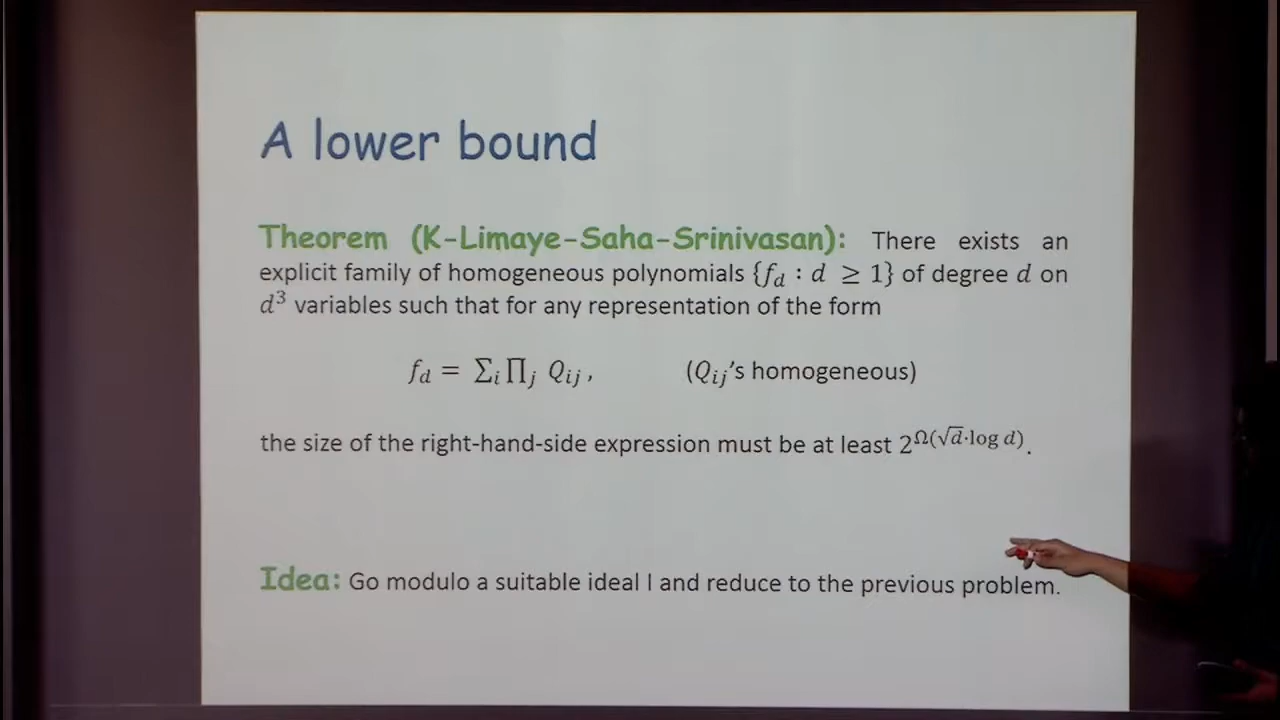 A lower bound
Theorem (K-Limaye-Saha-Srinivasan): There exists an
explicit family of homogeneous polynomials {f_d : d ≥ 1} of degree d on
d³ variables such that for any representation of the form
f_d = ∑_i ∏_j Q_ij , (Q_ij's homogeneous)
the size of the right-hand-side expression must be at least 2^Ω(√d·log d).
Idea: Go modulo a suitable ideal I and reduce to the previous problem.